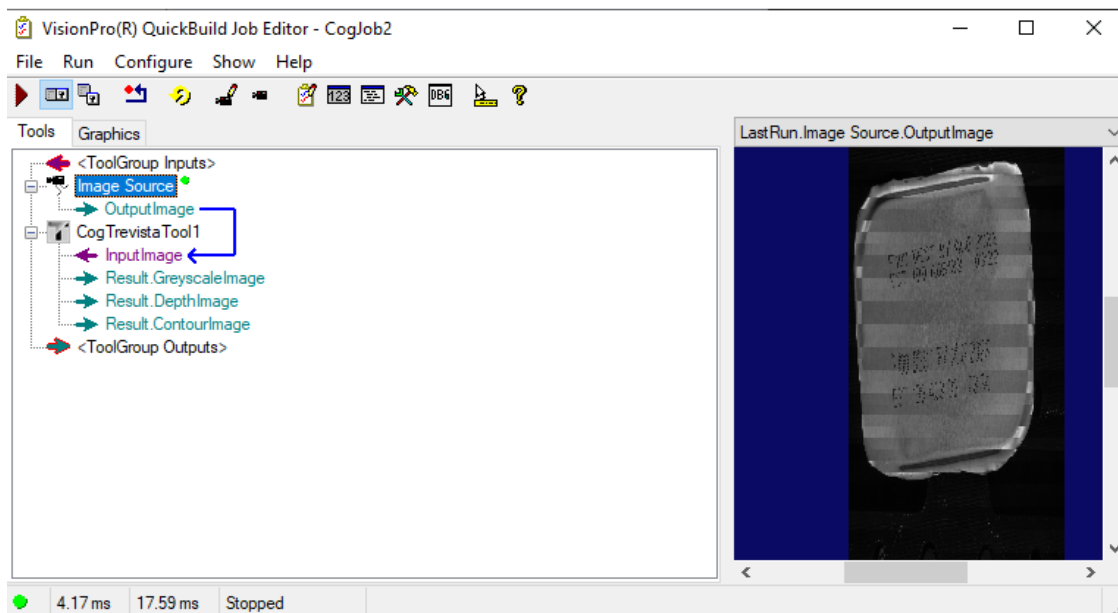 VisionPro(R) QuickBuild Job Editor - CogJob2
File Run Configure Show Help
123
DBG
Tools Graphics
LastRun.Image Source.OutputImage
<ToolGroup Inputs>
Image Source
OutputImage
CogTrevistaTool1
InputImage
Result.GreyscaleImage
Result.DepthImage
Result.ContourImage
<ToolGroup Outputs>
4.17 ms 17.59 ms Stopped